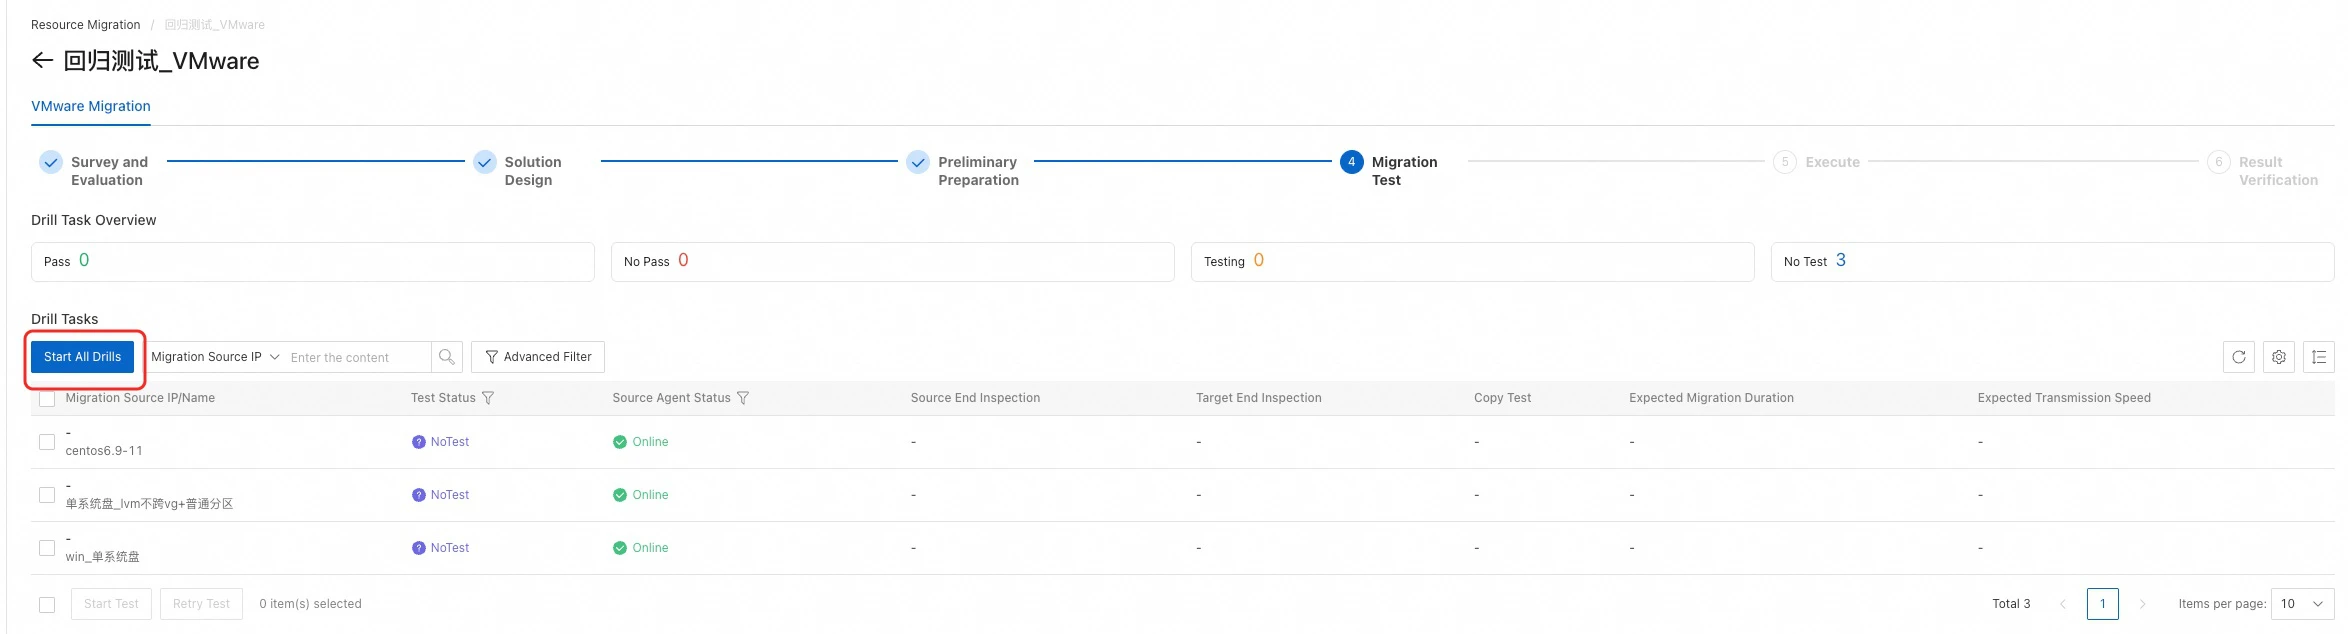 Resource Migration / 回归测试_VMware
回归测试_VMware
VMware Migration
Survey and
Evaluation
Solution
Design
Preliminary
Preparation
4 Migration
Test
5 Execute
6 Result
Verification
Drill Task Overview
Pass 0
No Pass 0
Testing 0
No Test 3
Drill Tasks
Start All Drills Migration Source IP Enter the content Advanced Filter
Migration Source IP/Name Test Status Source Agent Status Source End Inspection Target End Inspection Copy Test Expected Migration Duration Expected Transmission Speed
-
centos6.9-11 NoTest Online - - - - -
-
单系统盘_lvm不跨vg+普通分区 NoTest Online - - - - -
-
win_单系统盘 NoTest Online - - - - -
Start Test Retry Test 0 item(s) selected Total 3 1 Items per page: 10